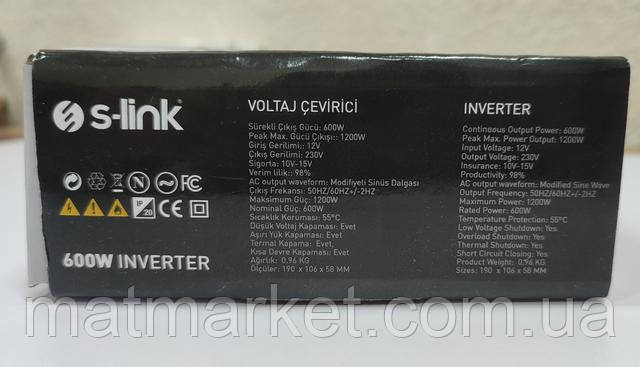 s-link
600W INVERTER
IP
20
FC
CE
VOLTAJ ÇEVİRİCİ
Sürekli Çıkış Gücü: 600W
Peak Max. Gücü Çıkışı:: 1200W
Giriş Gerilimi:: 12V
Çıkış Gerilimi:: 230V
Sigorta: 10V-15V
Verim lilik:: 98%
AC output waveform: Modifiyeli Sinüs Dalgası
Çıkış Frekansı: 50HZ/60HZ+/-2HZ
Maksimum Güç: 1200W
Nominal Güç: 600W
Sıcaklık Koruması: 55°C
Düşük Voltaj Kapaması: Evet
Aşırı Yük Kapaması: Evet
Termal Kapama: Evet,
Kısa Devre Kapaması: Evet
Ağırlık: 0.96 KG
Ölçüler: 190 x 106 x 58 MM
INVERTER
Continuous Output Power: 600W
Peak Max. Power Output: 1200W
Input Voltage: 12V
Output Voltage: 230V
Insurance: 10V-15V
Productivity: 98%
AC output waveform: Modified Sine Wave
Output Frequency: 50HZ/60HZ+/-2HZ
Maximum Power: 1200W
Rated Power: 600W
Temperature Protection: 55°C
Low Voltage Shutdown: Yes
Overload Shutdown: Yes
Thermal Shutdown: Yes
Short Circuit Closing: Yes
Product Weight: 0.96 KG
Sizes: 190 x 106 x 58 MM
matmarket.com.ua